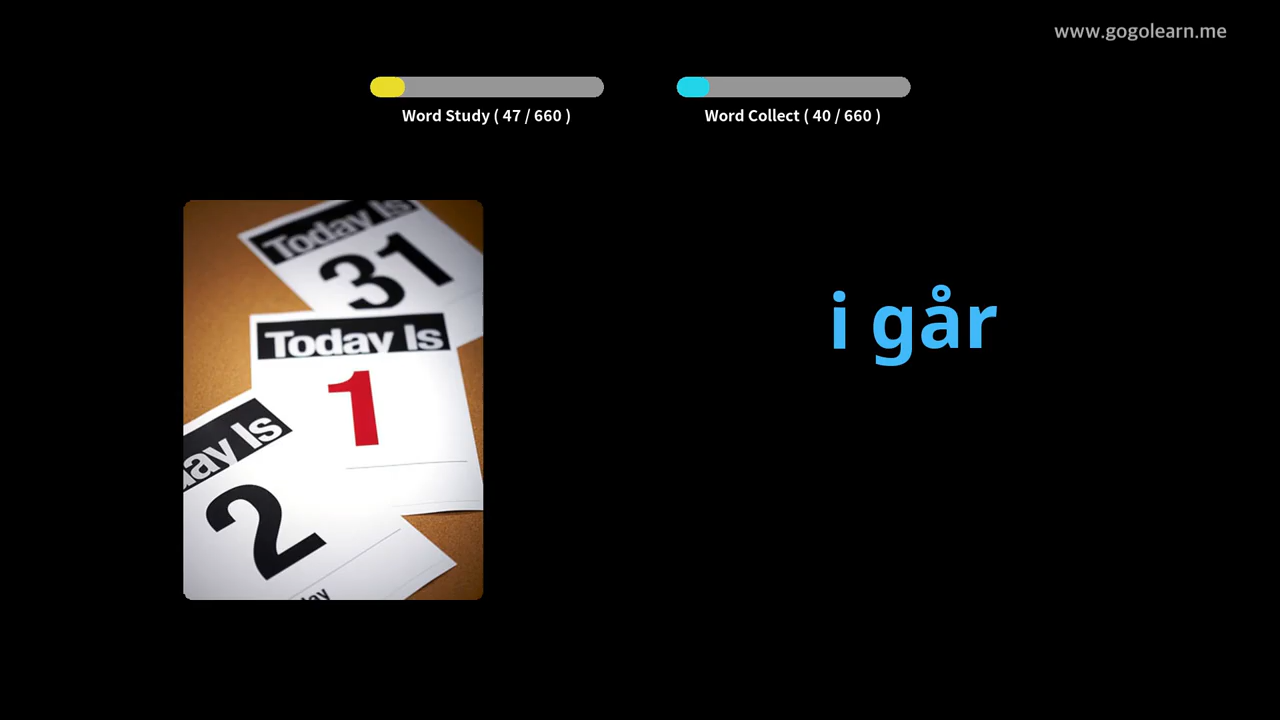 www.gogolearn.me
Word Study ( 47 / 660 )
Word Collect ( 40 / 660 )
Today Is
31
Today Is
1
i går
ay Is
2
ay